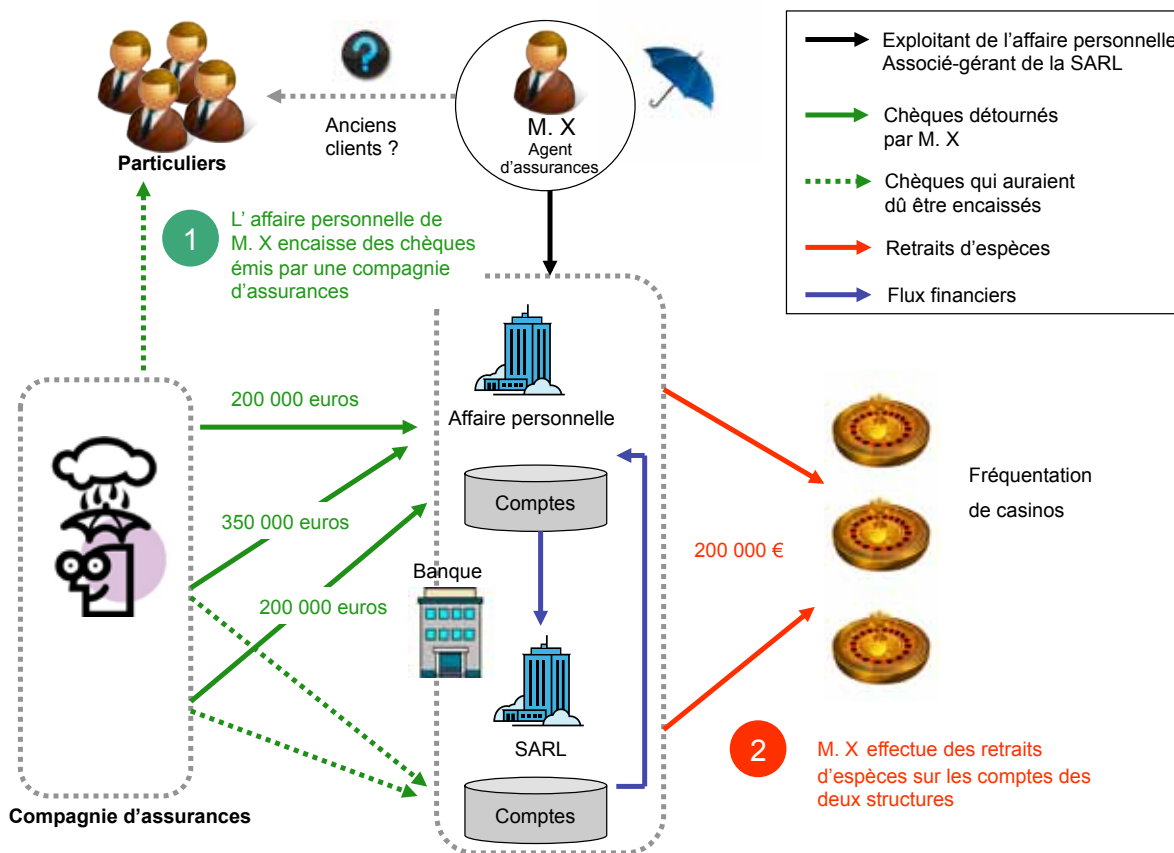 Exploitant de l'affaire personnelle
Associé-gérant de la SARL
Chèques détournés
par M. X
Chèques qui auraient
dû être encaissés
Retraits d'espèces
Flux financiers
Particuliers
Anciens
clients ?
M. X
Agent
d'assurances
1
L' affaire personnelle de
M. X encaisse des chèques
émis par une compagnie
d'assurances
200 000 euros
350 000 euros
200 000 euros
Compagnie d'assurances
Affaire personnelle
Comptes
Banque
SARL
Comptes
200 000 €
Fréquentation
de casinos
2
M. X effectue des retraits
d'espèces sur les comptes des
deux structures